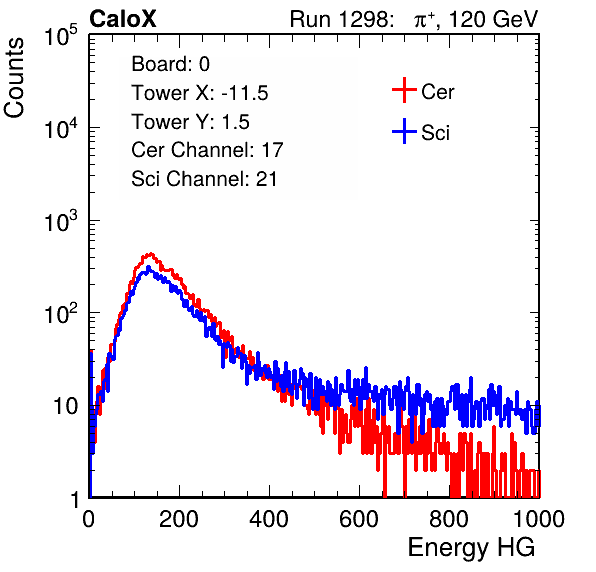 CaloX Run 1298: π⁺, 120 GeV
Counts
Board: 0
Tower X: -11.5
Tower Y: 1.5
Cer Channel: 17
Sci Channel: 21
Cer
Sci
10⁵
10⁴
10³
10²
10
1
0 200 400 600 800 1000
Energy HG